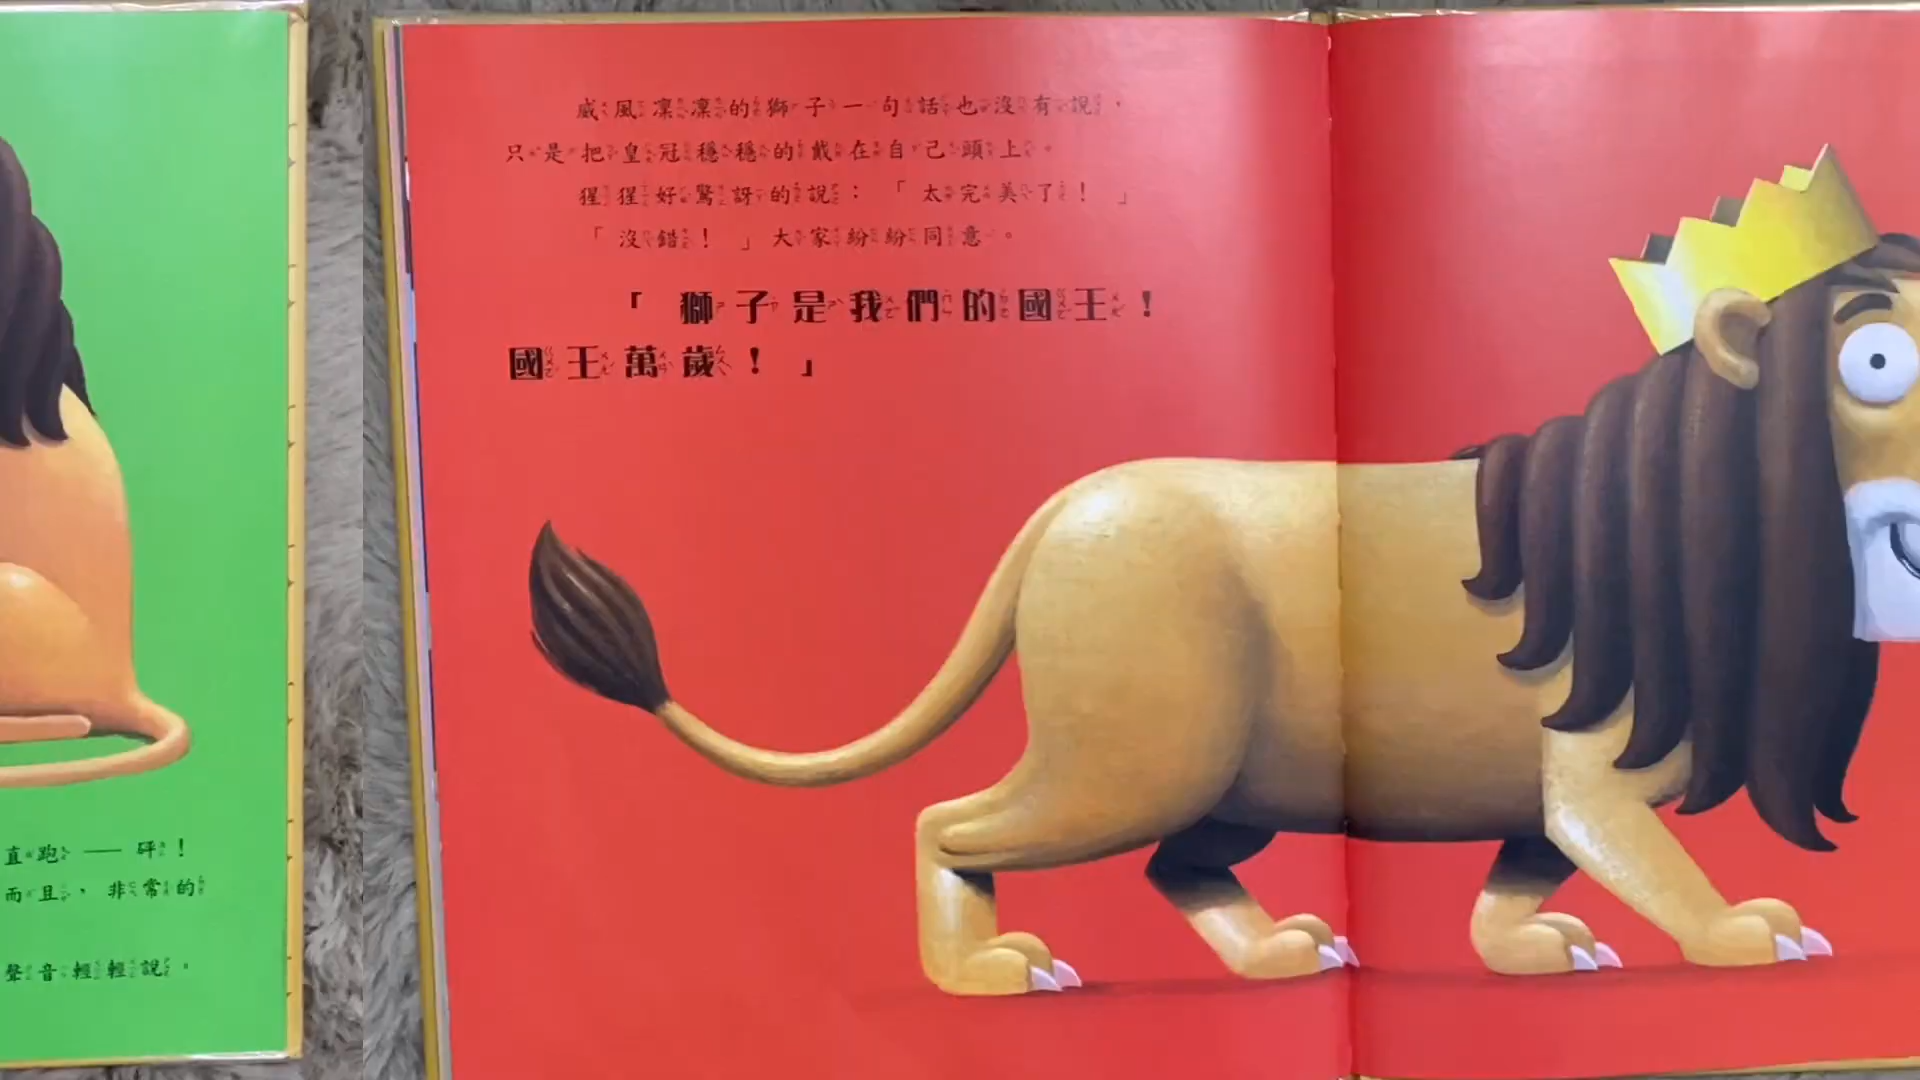 直跑——砰！
而且、非常的
聲音輕輕說。
威風凜凜的獅子一句話也沒有說，
只是把皇冠穩穩的戴在自己頭上。
猩猩好驚訝的說：「太完美了！」
「沒錯！」大家紛紛同意。
「獅子是我們的國王！
國王萬歲！」